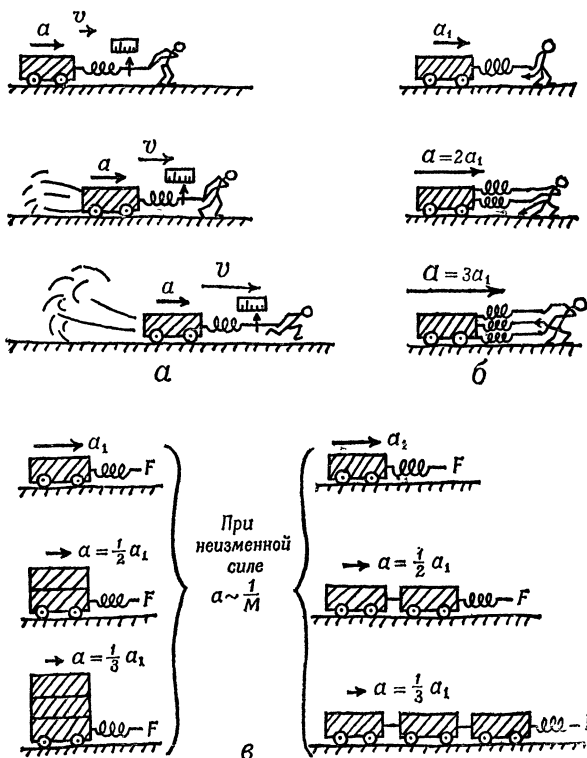 a v
a₁
a v
a = 2a₁
a v
a = 3a₁
а
б
a₁
F
a = ½ a₁
F
a = ⅓ a₁
F
При
неизменной
силе
a ~ 1/M
a₂
F
a = ½ a₁
F
a = ⅓ a₁
в